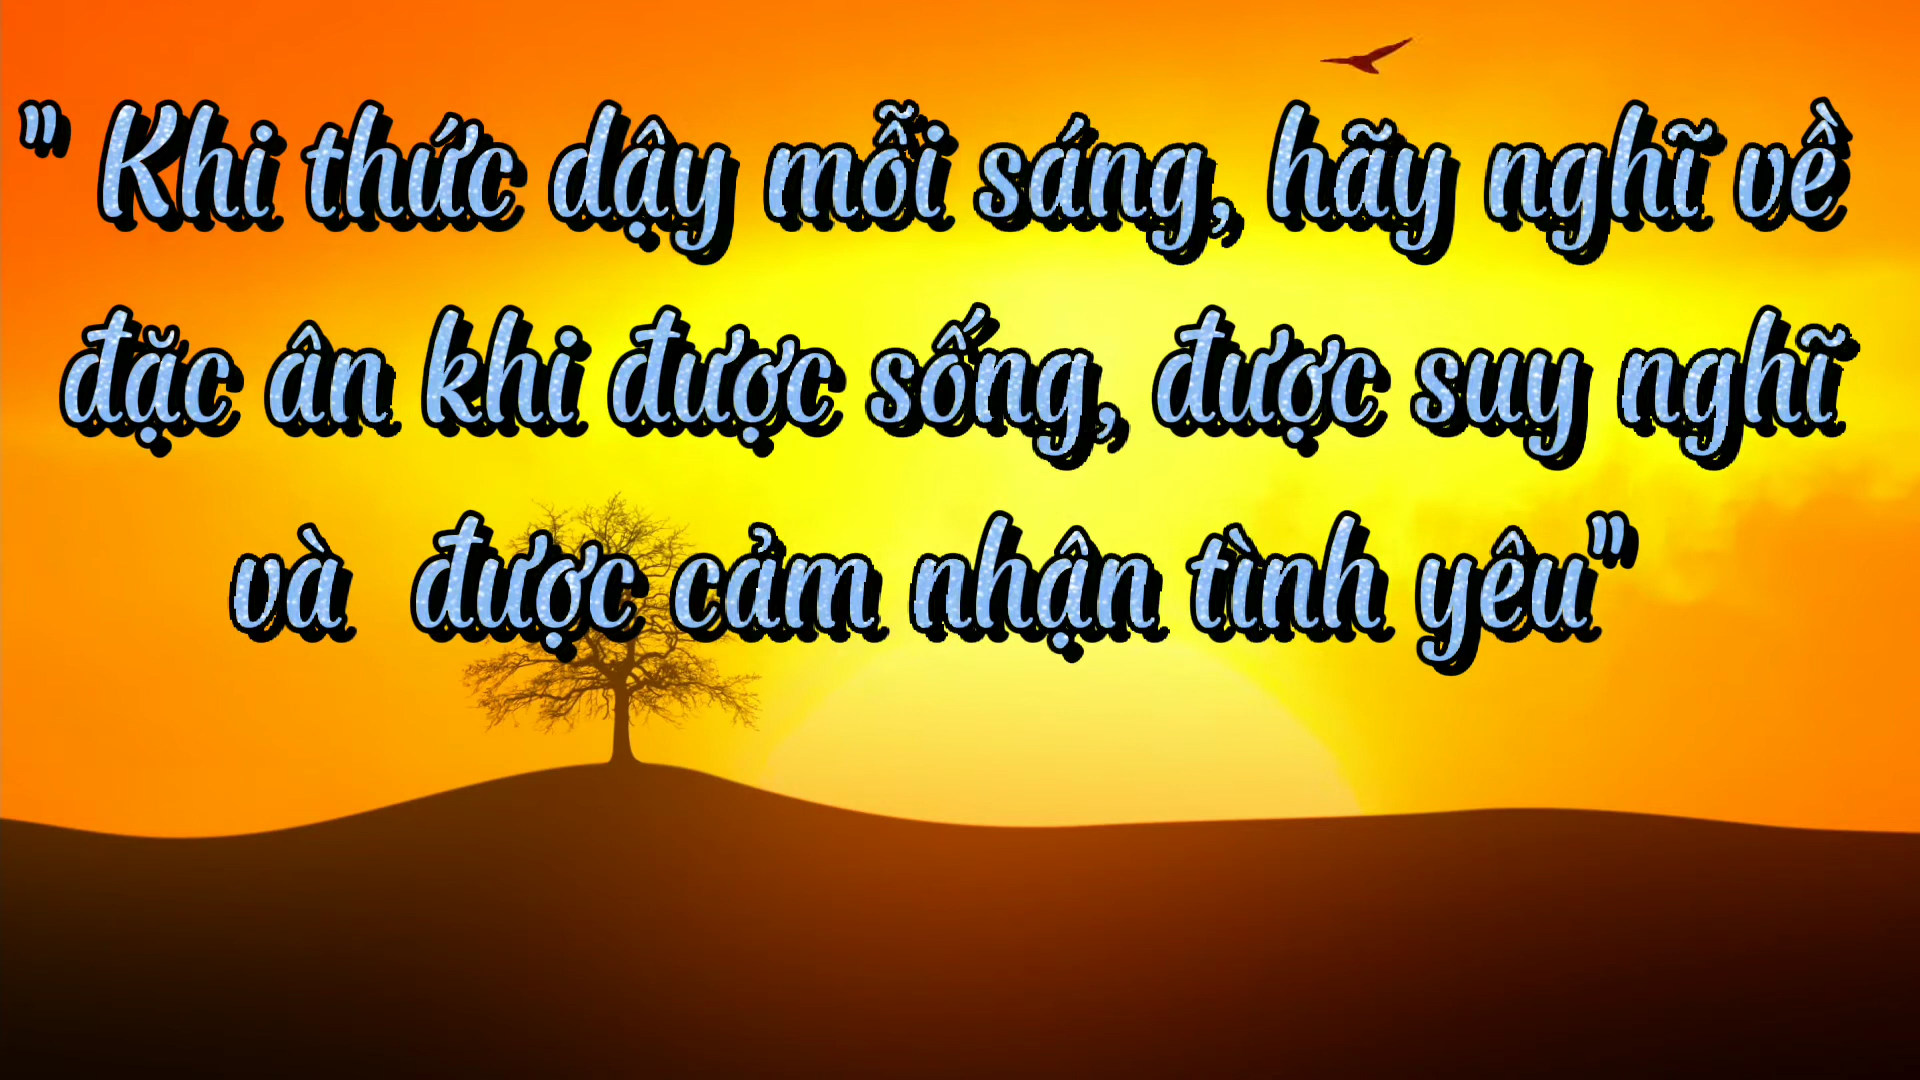 " Khi thức dậy mỗi sáng, hãy nghĩ về
đặc ân khi được sống, được suy nghĩ
và  được cảm nhận tình yêu"